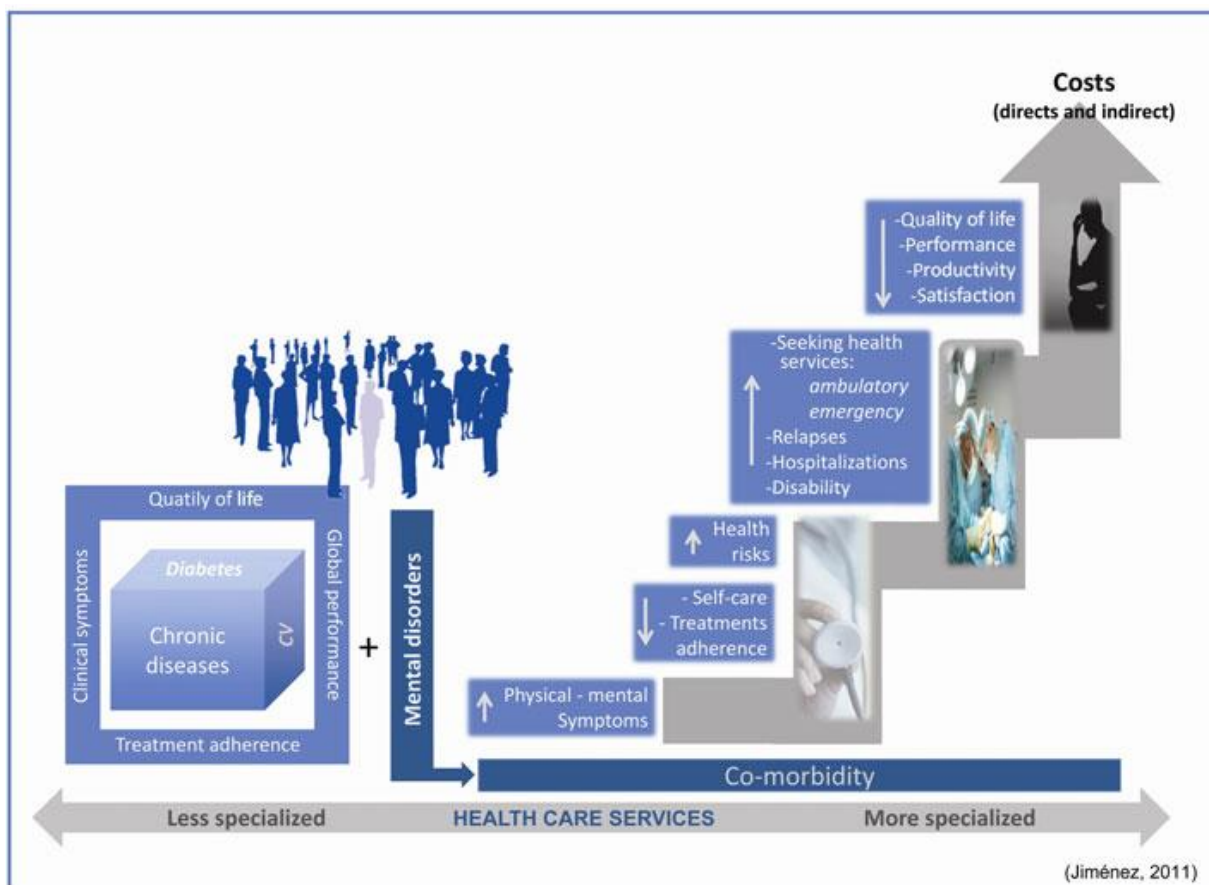 Costs
(directs and indirect)
-Quality of life
-Performance
-Productivity
-Satisfaction
-Seeking health
services:
ambulatory
emergency
-Relapses
-Hospitalizations
-Disability
Health
risks
- Self-care
- Treatments
adherence
Physical - mental
Symptoms
Quatily of life
Clinical symptoms
Global performance
Treatment adherence
Diabetes
Chronic
diseases
CV
+
Mental disorders
Co-morbidity
Less specialized
HEALTH CARE SERVICES
More specialized
(Jiménez, 2011)